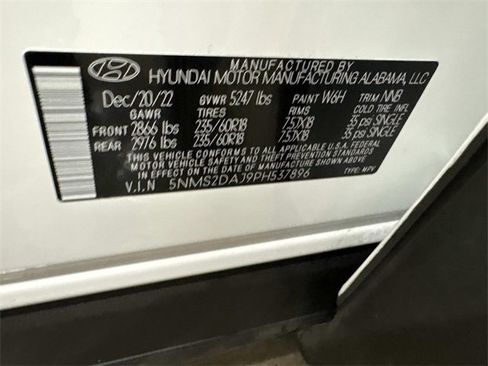 MANUFACTURED BY
HYUNDAI MOTOR MANUFACTURING ALABAMA, LLC
Dec/20/22 GVWR 5247 lbs PAINT W6H TRIM NNB
GAWR TIRES RIMS COLD TIRE INFL.
FRONT 2866 lbs 235/60R18 7.5JX18 35 psi SINGLE
REAR 2976 lbs 235/60R18 7.5JX18 35 psi SINGLE
THIS VEHICLE CONFORMS TO ALL APPLICABLE U.S. FEDERAL
MOTOR VEHICLE SAFETY AND THEFT PREVENTION STANDARDS IN
EFFECT ON THE DATE OF MANUFACTURE SHOWN ABOVE.
V.I.N 5NMS2DAJ9PH537896 TYPE: MPV